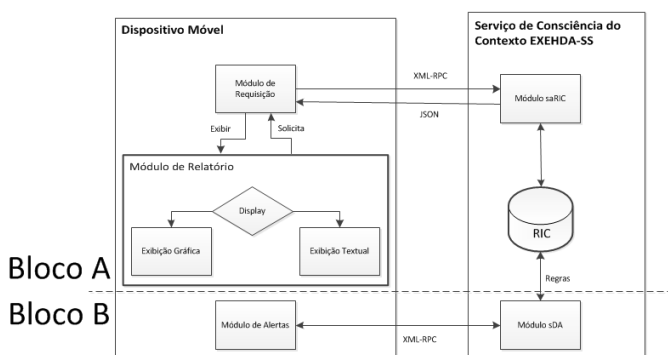 Dispositivo Móvel
Serviço de Consciência do
Contexto EXEHDA-SS
Módulo de
Requisição
XML-RPC
Módulo saRIC
JSON
Exibir
Solicita
Módulo de Relatório
Display
Exibição Gráfica
Exibição Textual
RIC
Bloco A
Regras
Bloco B
Módulo de Alertas
XML-RPC
Módulo sDA